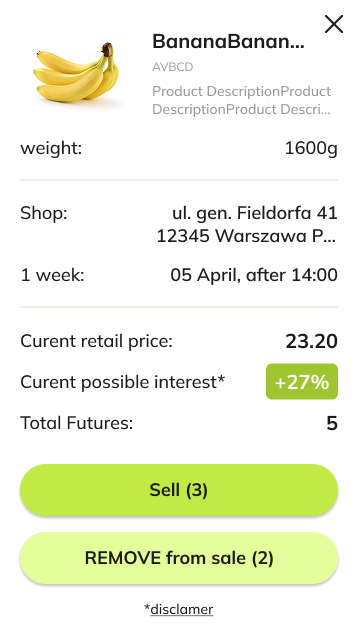 BananaBanan...
AVBCD
Product DescriptionProduct
DescriptionProduct Descri...
weight: 1600g
Shop: ul. gen. Fieldorfa 41
12345 Warszawa P...
1 week: 05 April, after 14:00
Curent retail price: 23.20
Curent possible interest* +27%
Total Futures: 5
Sell (3)
REMOVE from sale (2)
*disclamer